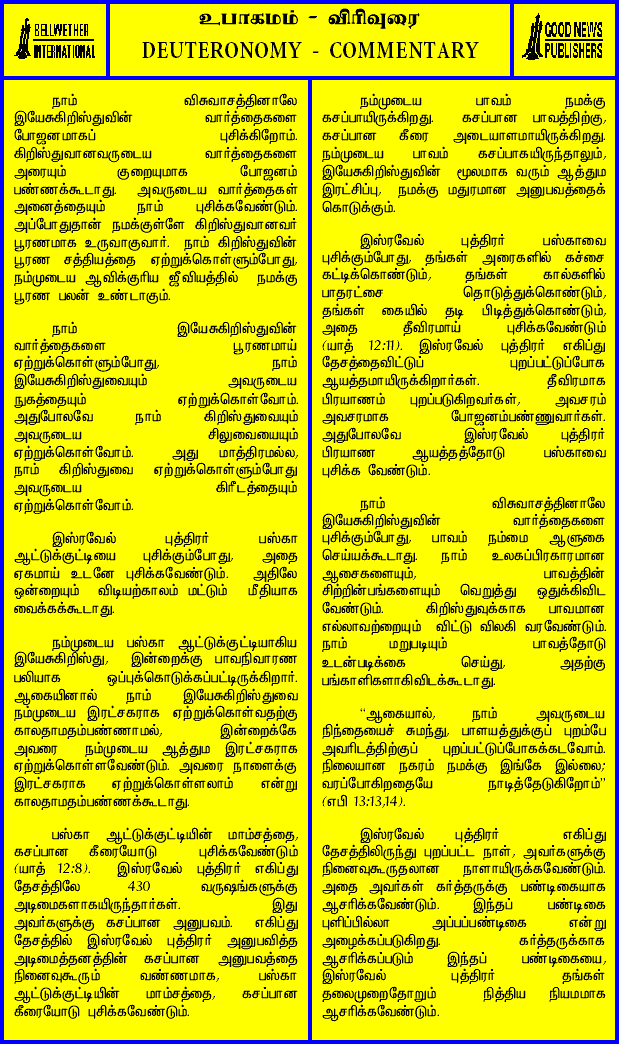 BELLWETHER
INTERNATIONAL
உபாகமம் - விரிவுரை
DEUTERONOMY - COMMENTARY
GOOD NEWS
PUBLISHERS
நாம் விசுவாசத்தினாலே
இயேசுகிறிஸ்துவின் வார்த்தைகளை
போஜனமாகப் புசிக்கிறோம்.
கிறிஸ்துவானவருடைய வார்த்தைகளை
அரையும் குறையுமாக போஜனம்
பண்ணக்கூடாது. அவருடைய வார்த்தைகள்
அனைத்தையும் நாம் புசிக்கவேண்டும்.
அப்போதுதான் நமக்குள்ளே கிறிஸ்துவானவர்
பூரணமாக உருவாகுவார். நாம் கிறிஸ்துவின்
பூரண சத்தியத்தை ஏற்றுக்கொள்ளும்போது,
நம்முடைய ஆவிக்குரிய ஜீவியத்தில் நமக்கு
பூரண பலன் உண்டாகும்.
நாம் இயேசுகிறிஸ்துவின்
வார்த்தைகளை பூரணமாய்
ஏற்றுக்கொள்ளும்போது, நாம்
இயேசுகிறிஸ்துவையும் அவருடைய
நுகத்தையும் ஏற்றுக்கொள்வோம்.
அதுபோலவே நாம் கிறிஸ்துவையும்
அவருடைய சிலுவையையும்
ஏற்றுக்கொள்வோம். அது மாத்திரமல்ல,
நாம் கிறிஸ்துவை ஏற்றுக்கொள்ளும்போது
அவருடைய கிரீடத்தையும்
ஏற்றுக்கொள்வோம்.
இஸ்ரவேல் புத்திரர் பஸ்கா
ஆட்டுக்குட்டியை புசிக்கும்போது, அதை
ஏகமாய் உடனே புசிக்கவேண்டும். அதிலே
ஒன்றையும் விடியற்காலம் மட்டும் மீதியாக
வைக்கக்கூடாது.
நம்முடைய பஸ்கா ஆட்டுக்குட்டியாகிய
இயேசுகிறிஸ்து, இன்றைக்கு பாவநிவாரண
பலியாக ஒப்புக்கொடுக்கப்பட்டிருக்கிறார்.
ஆகையினால் நாம் இயேசுகிறிஸ்துவை
நம்முடைய இரட்சகராக ஏற்றுக்கொள்வதற்கு
காலதாமதம்பண்ணாமல், இன்றைக்கே
அவரை நம்முடைய ஆத்தும இரட்சகராக
ஏற்றுக்கொள்ளவேண்டும். அவரை நாளைக்கு
இரட்சகராக ஏற்றுக்கொள்ளலாம் என்று
காலதாமதம்பண்ணக்கூடாது.
பஸ்கா ஆட்டுக்குட்டியின் மாம்சத்தை,
கசப்பான கீரையோடு புசிக்கவேண்டும்
(யாத் 12:8). இஸ்ரவேல் புத்திரர் எகிப்து
தேசத்திலே 430 வருஷங்களுக்கு
அடிமைகளாகயிருந்தார்கள். இது
அவர்களுக்கு கசப்பான அனுபவம். எகிப்து
தேசத்தில் இஸ்ரவேல் புத்திரர் அனுபவித்த
அடிமைத்தனத்தின் கசப்பான அனுபவத்தை
நினைவுகூரும் வண்ணமாக, பஸ்கா
ஆட்டுக்குட்டியின் மாம்சத்தை, கசப்பான
கீரையோடு புசிக்கவேண்டும்.
நம்முடைய பாவம் நமக்கு
கசப்பாயிருக்கிறது. கசப்பான பாவத்திற்கு,
கசப்பான கீரை அடையாளமாயிருக்கிறது.
நம்முடைய பாவம் கசப்பாகயிருந்தாலும்,
இயேசுகிறிஸ்துவின் மூலமாக வரும் ஆத்தும
இரட்சிப்பு, நமக்கு மதுரமான அனுபவத்தைக்
கொடுக்கும்.
இஸ்ரவேல் புத்திரர் பஸ்காவை
புசிக்கும்போது, தங்கள் அரைகளில் கச்சை
கட்டிக்கொண்டும், தங்கள் கால்களில்
பாதரட்சை தொடுத்துக்கொண்டும்,
தங்கள் கையில் தடி பிடித்துக்கொண்டும்,
அதை தீவிரமாய் புசிக்கவேண்டும்
(யாத் 12:11). இஸ்ரவேல் புத்திரர் எகிப்து
தேசத்தைவிட்டுப் புறப்பட்டுப்போக
ஆயத்தமாயிருக்கிறார்கள். தீவிரமாக
பிரயாணம் புறப்படுகிறவர்கள், அவசரம்
அவசரமாக போஜனம்பண்ணுவார்கள்.
அதுபோலவே இஸ்ரவேல் புத்திரர்
பிரயாண ஆயத்தத்தோடு பஸ்காவை
புசிக்க வேண்டும்.
நாம் விசுவாசத்தினாலே
இயேசுகிறிஸ்துவின் வார்த்தைகளை
புசிக்கும்போது, பாவம் நம்மை ஆளுகை
செய்யக்கூடாது. நாம் உலகப்பிரகாரமான
ஆசைகளையும், பாவத்தின்
சிற்றின்பங்களையும் வெறுத்து ஒதுக்கிவிட
வேண்டும். கிறிஸ்துவுக்காக பாவமான
எல்லாவற்றையும் விட்டு விலகி வரவேண்டும்.
நாம் மறுபடியும் பாவத்தோடு
உடன்படிக்கை செய்து, அதற்கு
பங்காளிகளாகிவிடக்கூடாது.
“ஆகையால், நாம் அவருடைய
நிந்தையைச் சுமந்து, பாளயத்துக்குப் புறம்பே
அவரிடத்திற்குப் புறப்பட்டுப்போகக்கடவோம்.
நிலையான நகரம் நமக்கு இங்கே இல்லை;
வரப்போகிறதையே நாடித்தேடுகிறோம்”
(எபி 13:13,14).
இஸ்ரவேல் புத்திரர் எகிப்து
தேசத்திலிருந்து புறப்பட்ட நாள், அவர்களுக்கு
நினைவுகூருதலான நாளாயிருக்கவேண்டும்.
அதை அவர்கள் கர்த்தருக்கு பண்டிகையாக
ஆசரிக்கவேண்டும். இந்தப் பண்டிகை
புளிப்பில்லா அப்பப்பண்டிகை என்று
அழைக்கப்படுகிறது. கர்த்தருக்காக
ஆசரிக்கப்படும் இந்தப் பண்டிகையை,
இஸ்ரவேல் புத்திரர் தங்கள்
தலைமுறைதோறும் நித்திய நியமமாக
ஆசரிக்கவேண்டும்.